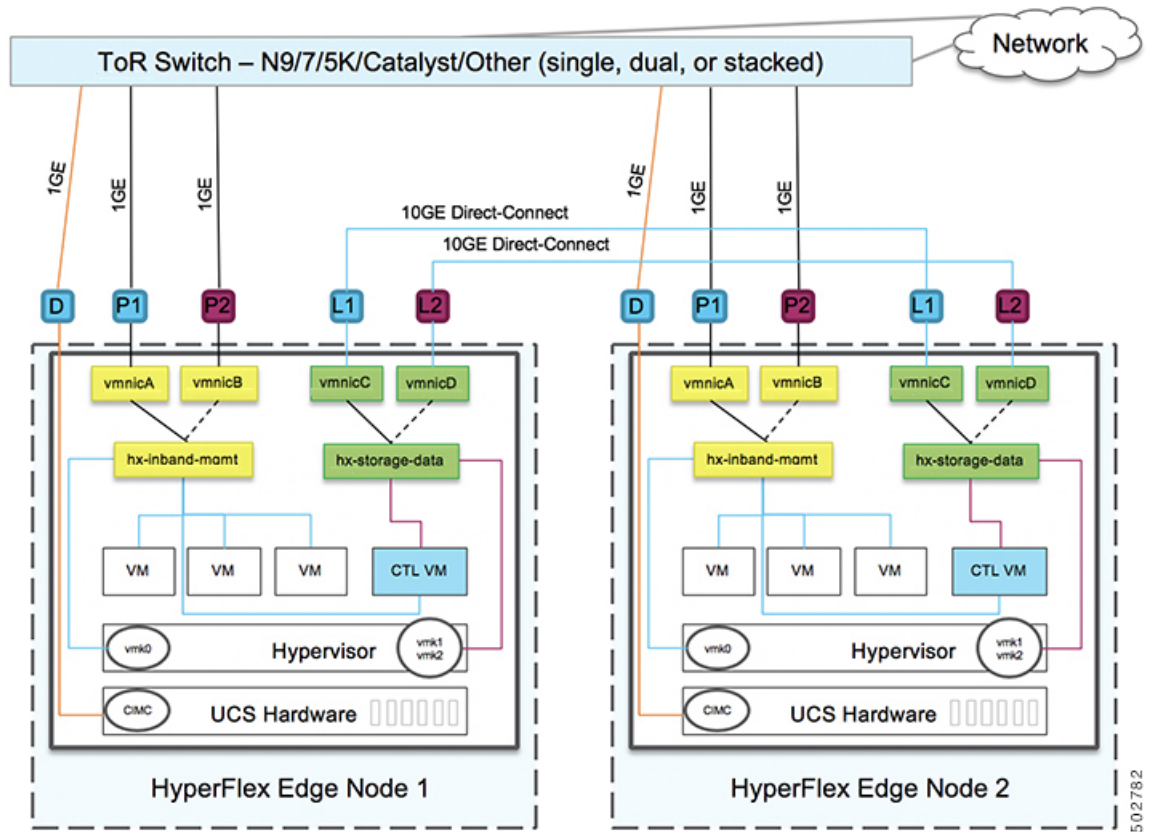 Network
ToR Switch – N9/7/5K/Catalyst/Other (single, dual, or stacked)
1GE
1GE
1GE
1GE
1GE
1GE
10GE Direct-Connect
10GE Direct-Connect
D
P1
P2
L1
L2
D
P1
P2
L1
L2
vmnicA
vmnicB
vmnicC
vmnicD
vmnicA
vmnicB
vmnicC
vmnicD
hx-inband-mgmt
hx-storage-data
hx-inband-mgmt
hx-storage-data
VM
VM
VM
CTL VM
VM
VM
VM
CTL VM
vmk0
Hypervisor
vmk1
vmk2
vmk0
Hypervisor
vmk1
vmk2
CIMC
UCS Hardware
CIMC
UCS Hardware
HyperFlex Edge Node 1
HyperFlex Edge Node 2
502782